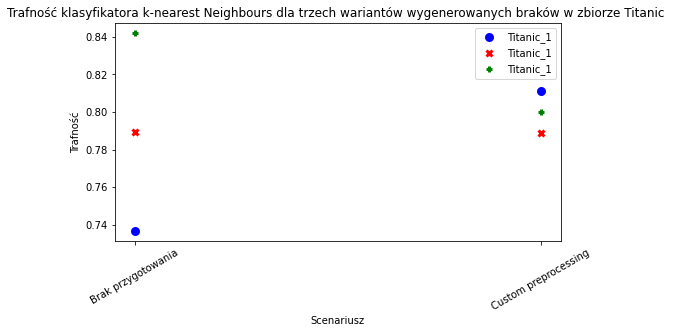 Trafność klasyfikatora k-nearest Neighbours dla trzech wariantów wygenerowanych braków w zbiorze Titanic
0.84
0.82
0.80
0.78
0.76
0.74
Trafność
Titanic_1
Titanic_1
Titanic_1
Brak przygotowania
Custom preprocessing
Scenariusz